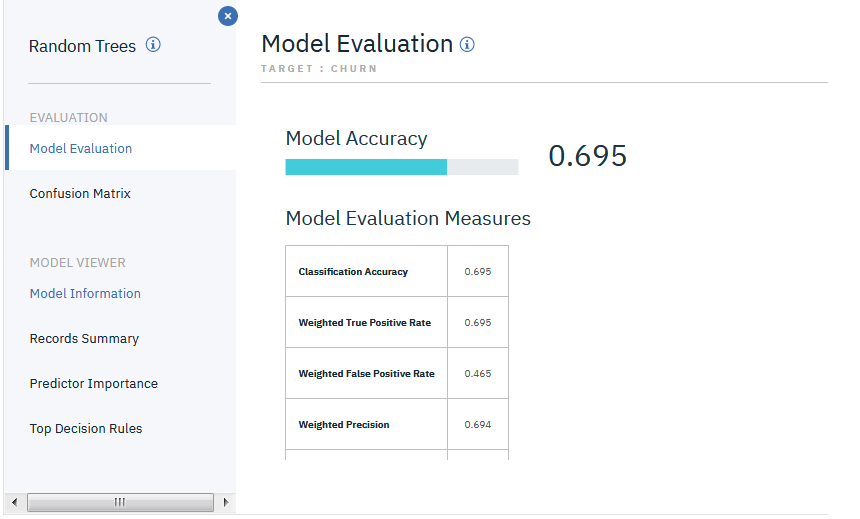 Random Trees
EVALUATION
Model Evaluation
Confusion Matrix
MODEL VIEWER
Model Information
Records Summary
Predictor Importance
Top Decision Rules
Model Evaluation
TARGET : CHURN
Model Accuracy
0.695
Model Evaluation Measures
Classification Accuracy 0.695
Weighted True Positive Rate 0.695
Weighted False Positive Rate 0.465
Weighted Precision 0.694